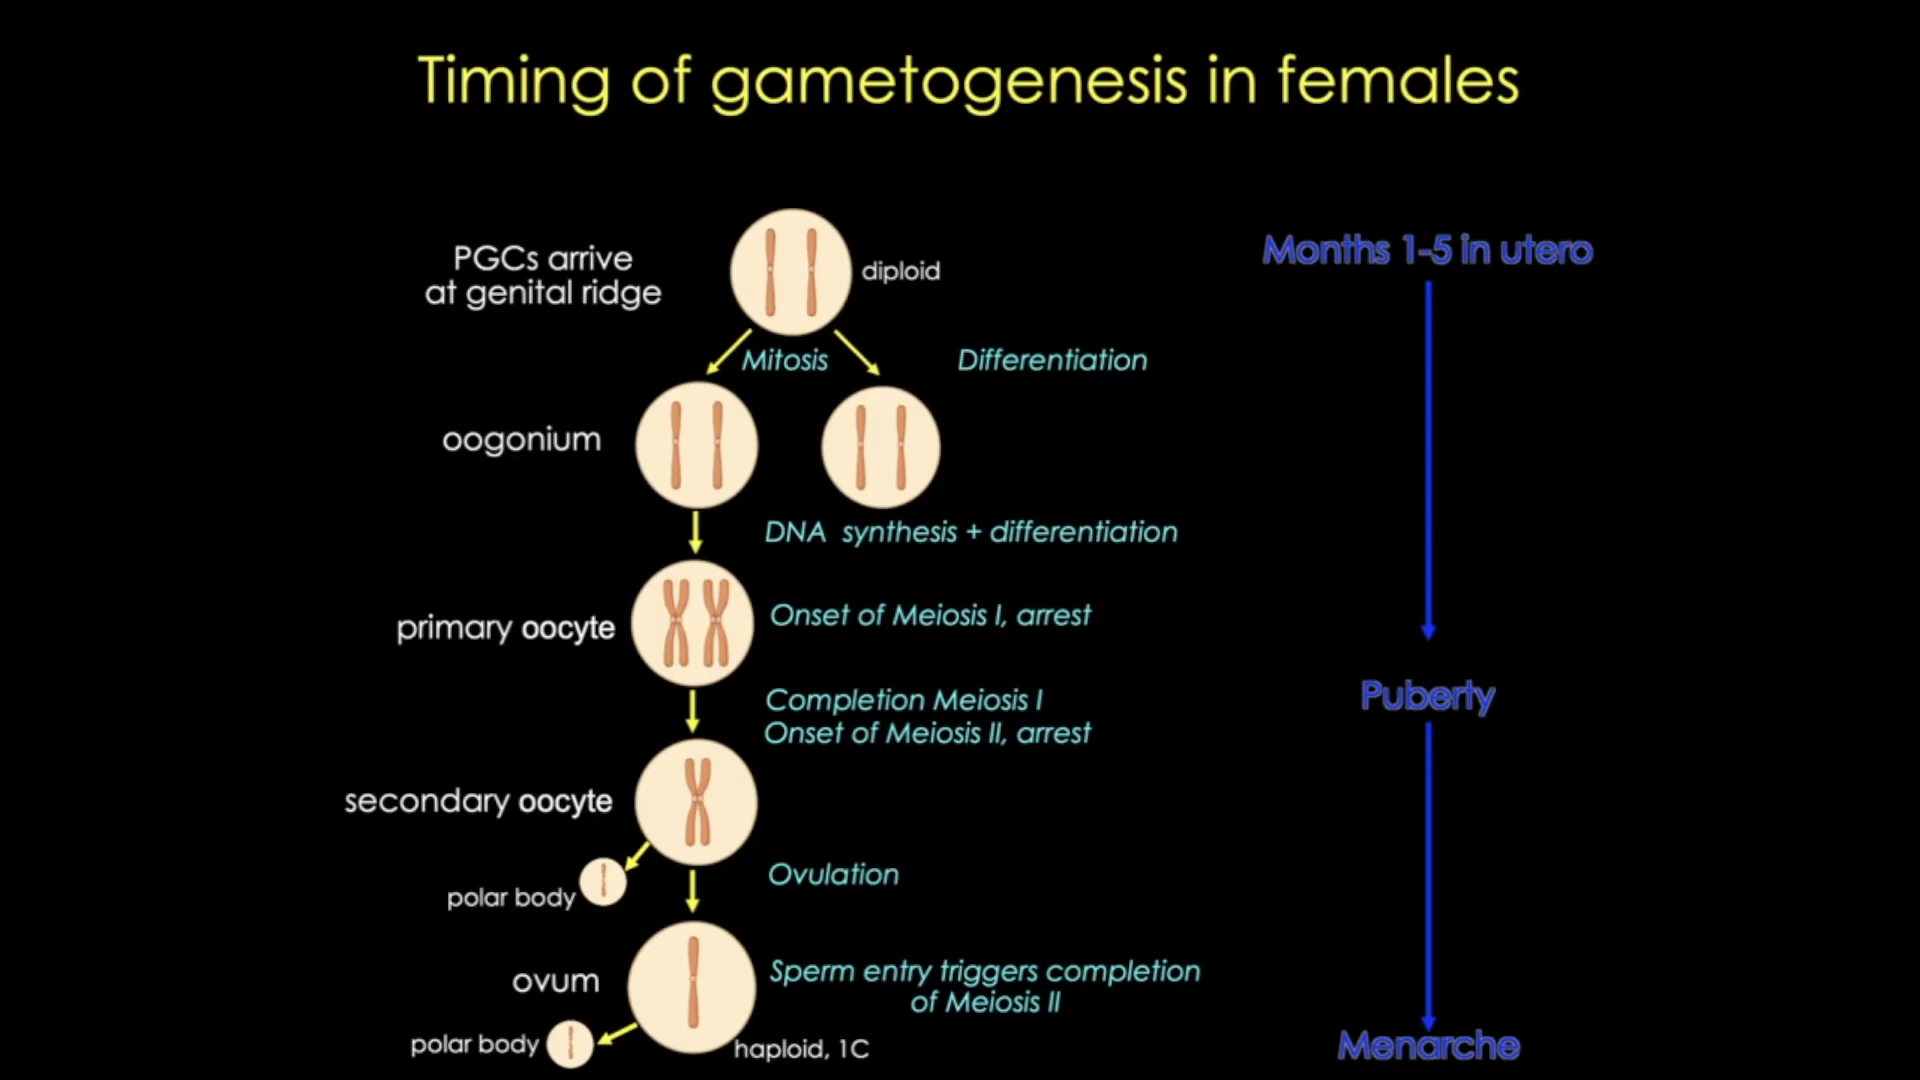 Timing of gametogenesis in females
PGCs arrive
at genital ridge
diploid
Months 1-5 in utero
Mitosis
Differentiation
oogonium
DNA synthesis + differentiation
primary oocyte
Onset of Meiosis I, arrest
Completion Meiosis I
Onset of Meiosis II, arrest
Puberty
secondary oocyte
polar body
Ovulation
ovum
Sperm entry triggers completion
of Meiosis II
polar body
haploid, 1C
Menarche